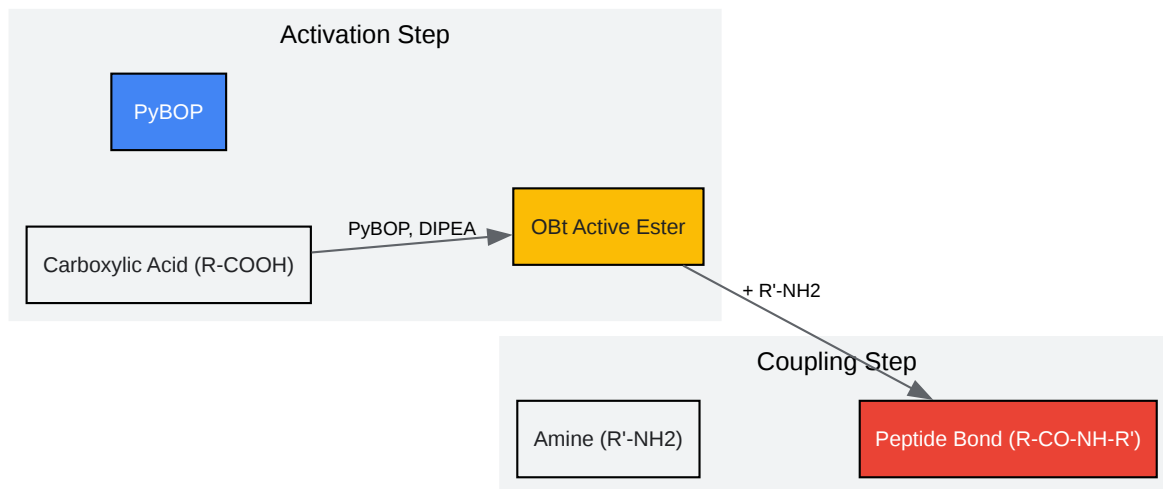 Activation Step
PyBOP
PyBOP, DIPEA
OBt Active Ester
Carboxylic Acid (R-COOH)
+ R'-NH2
Coupling Step
Amine (R'-NH2)
Peptide Bond (R-CO-NH-R')